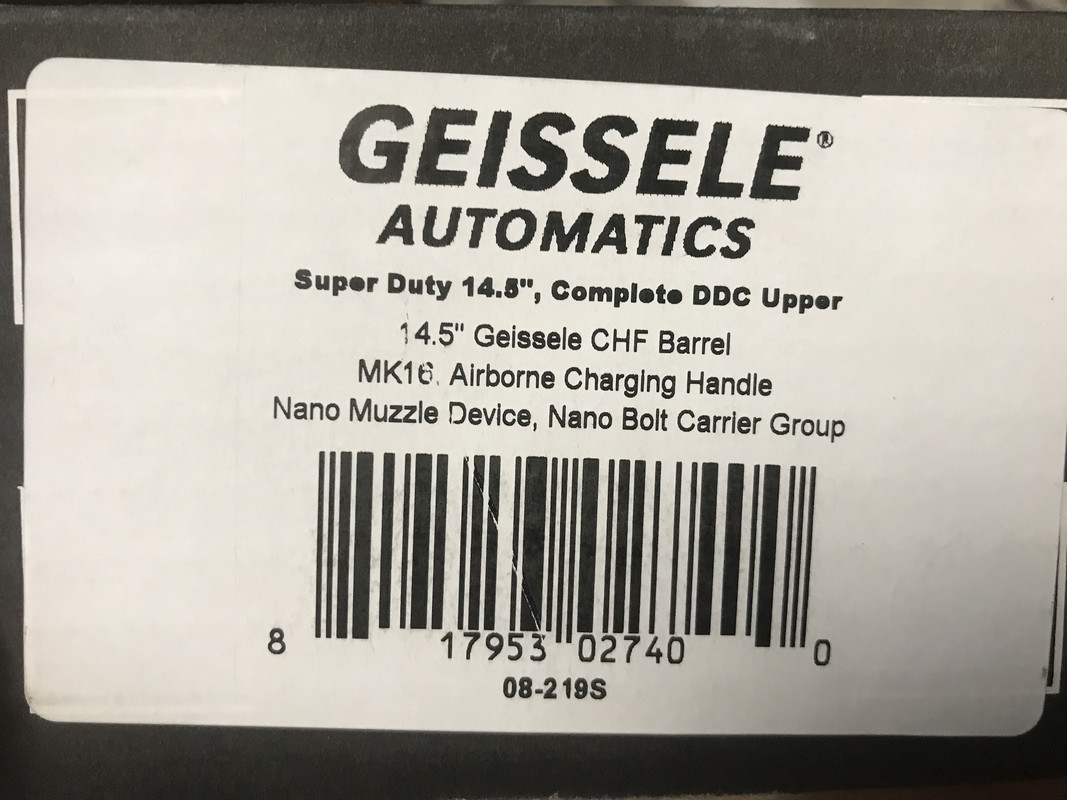 GEISSELE®
AUTOMATICS
Super Duty 14.5", Complete DDC Upper
14.5" Geissele CHF Barrel
MK16, Airborne Charging Handle
Nano Muzzle Device, Nano Bolt Carrier Group
8 17953 02740 0
08-219S